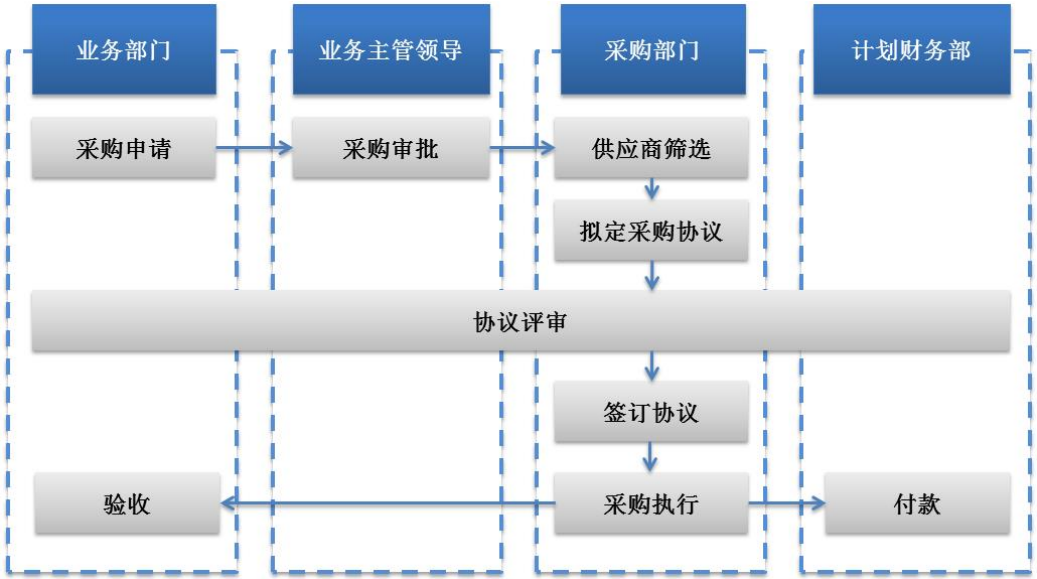 业务部门
业务主管领导
采购部门
计划财务部
采购申请
采购审批
供应商筛选
拟定采购协议
协议评审
签订协议
验收
采购执行
付款